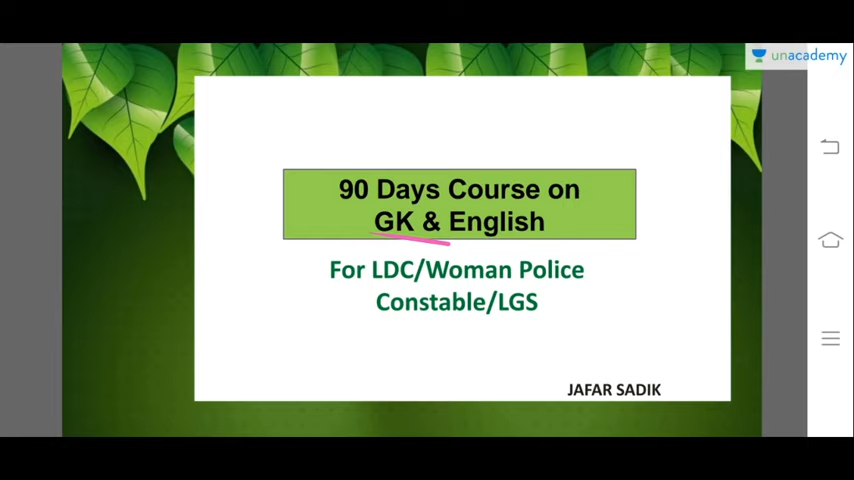 unacademy
90 Days Course on
GK & English
For LDC/Woman Police
Constable/LGS
JAFAR SADIK